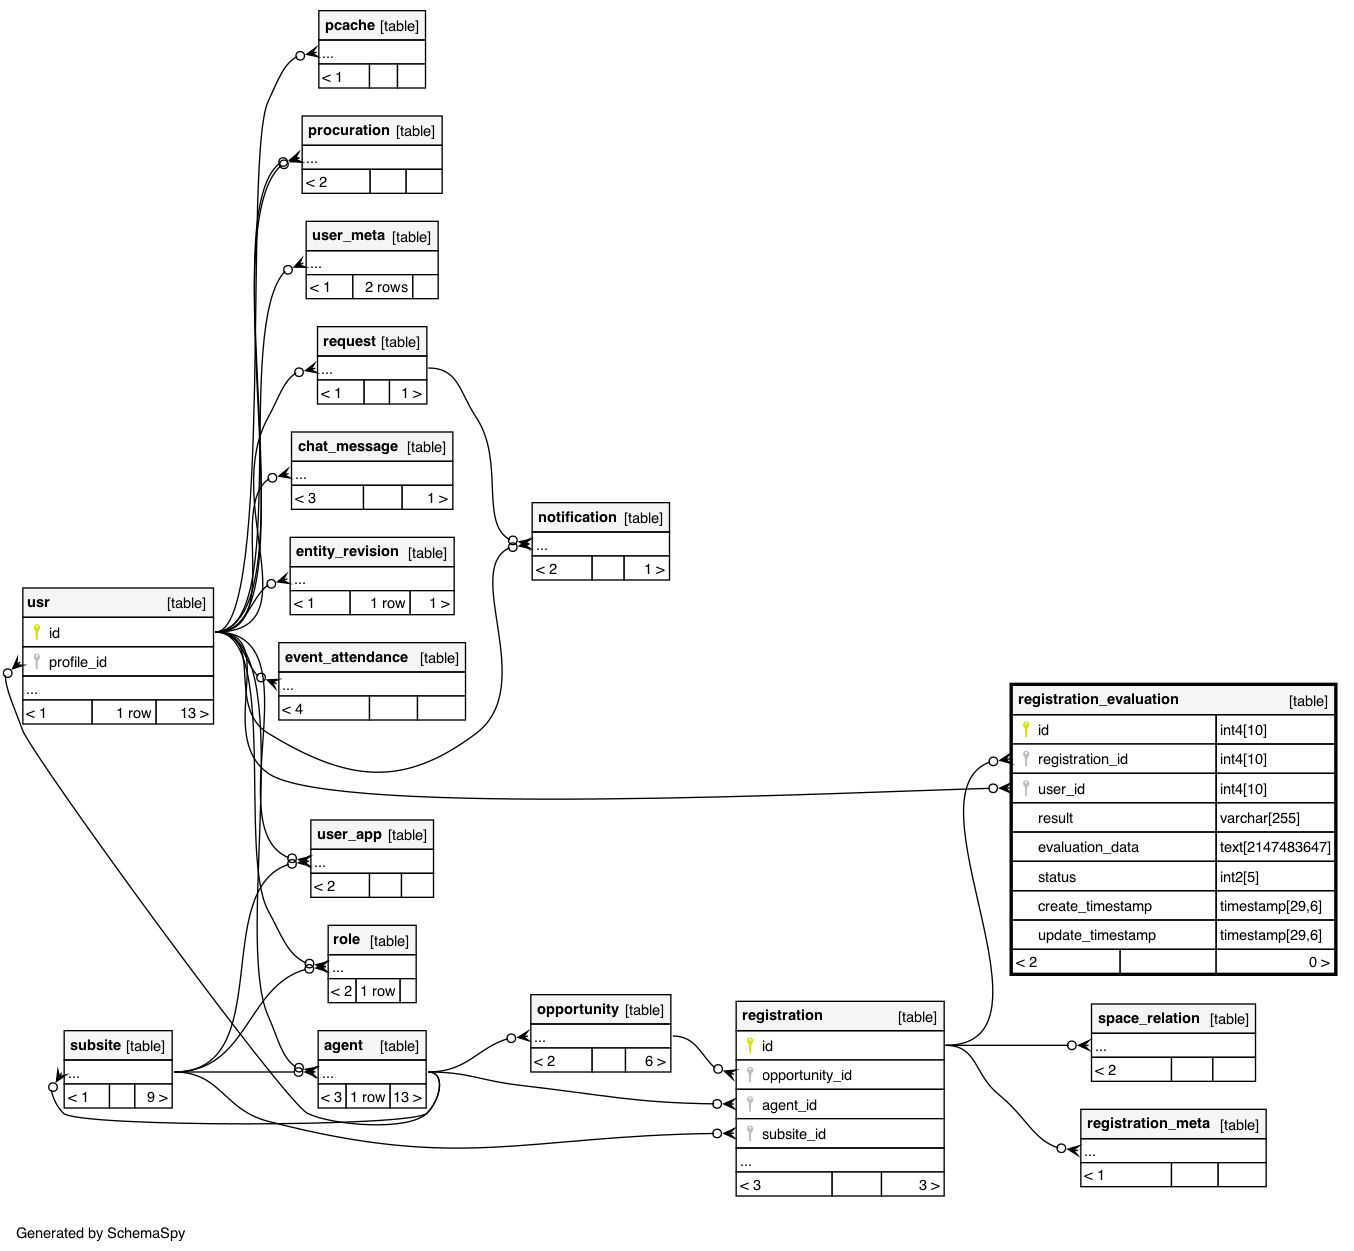 pcache [table]
...
< 1
procuration [table]
...
< 2
user_meta [table]
...
< 1 2 rows
request [table]
...
< 1 1 >
chat_message [table]
...
< 3 1 >
notification [table]
...
< 2 1 >
entity_revision [table]
...
< 1 1 row 1 >
usr [table]
id
profile_id
...
< 1 1 row 13 >
event_attendance [table]
...
< 4
registration_evaluation [table]
id int4[10]
registration_id int4[10]
user_id int4[10]
result varchar[255]
evaluation_data text[2147483647]
status int2[5]
create_timestamp timestamp[29,6]
update_timestamp timestamp[29,6]
< 2 0 >
user_app [table]
...
< 2
role [table]
...
< 2 1 row
subsite [table]
...
< 1 9 >
agent [table]
...
< 3 1 row 13 >
opportunity [table]
...
< 2 6 >
registration [table]
id
opportunity_id
agent_id
subsite_id
...
< 3 3 >
space_relation [table]
...
< 2
registration_meta [table]
...
< 1
Generated by SchemaSpy